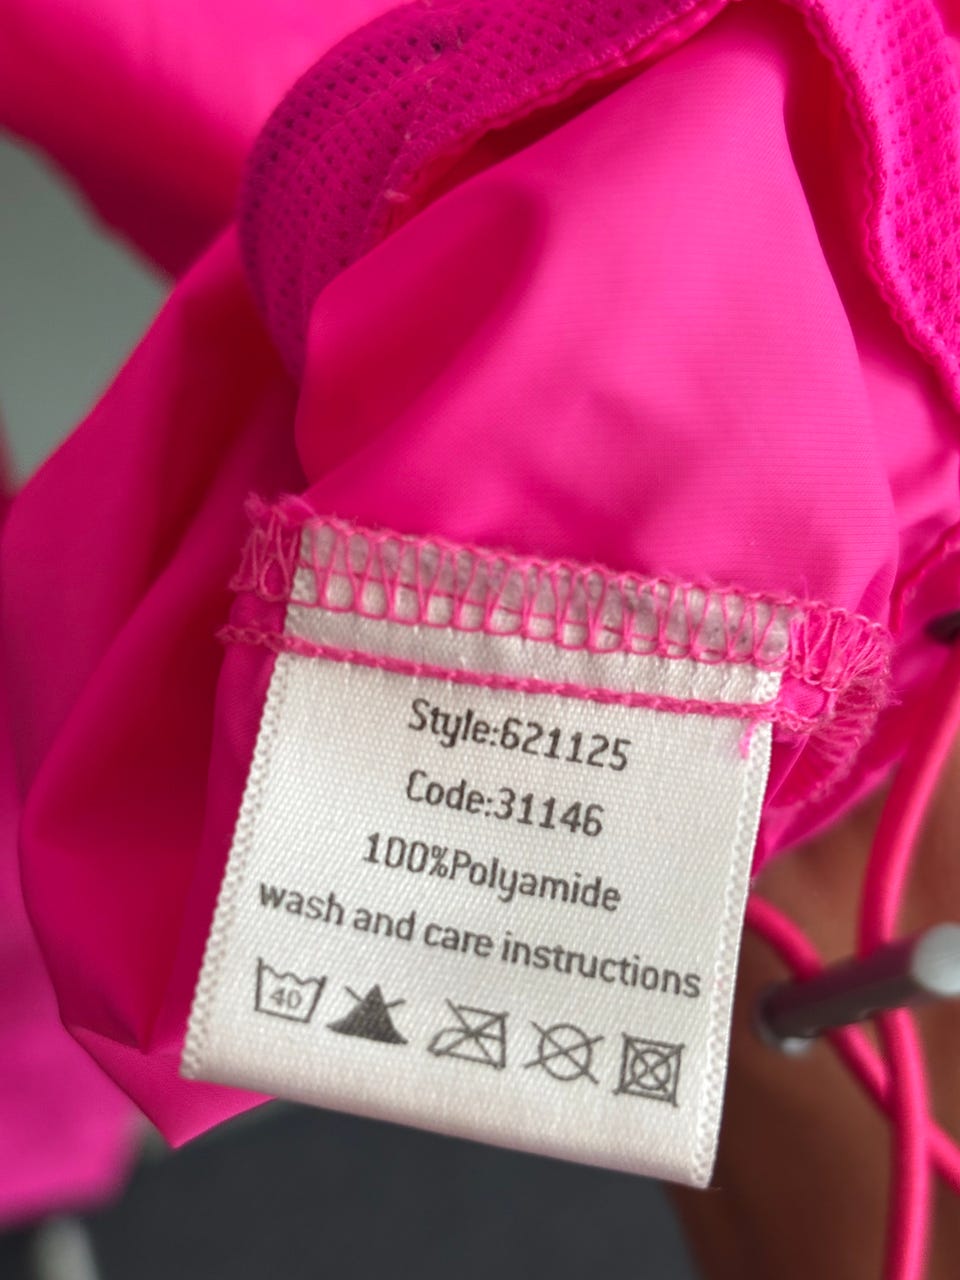 Style:621125
Code:31146
100%Polyamide
wash and care instructions
40